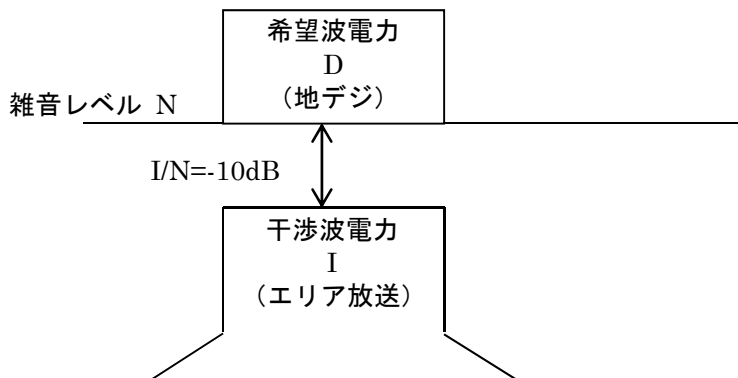 希望波電力
D
（地デジ）
雑音レベル N
I/N=-10dB
干渉波電力
I
（エリア放送）